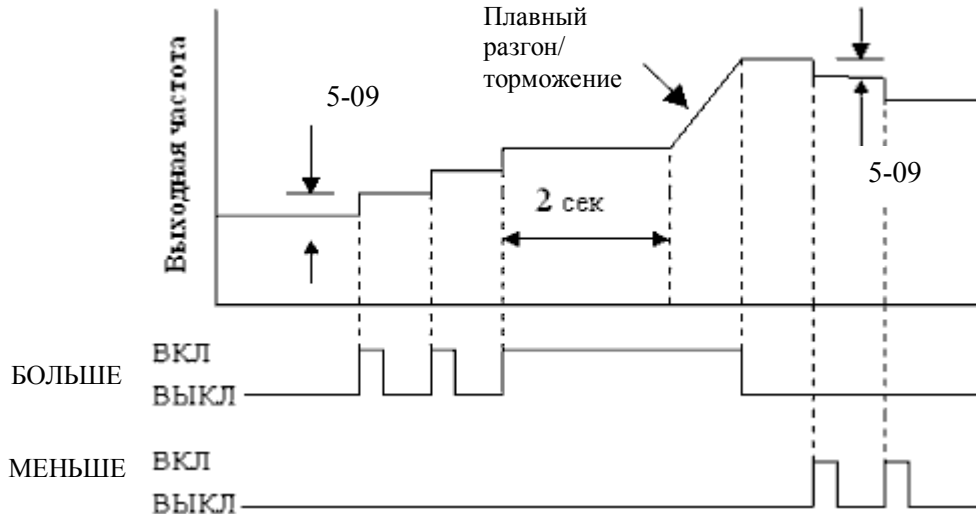 Выходная частота
5-09
Плавный
разгон/
торможение
2 сек
5-09
БОЛЬШЕ
ВКЛ
ВЫКЛ
МЕНЬШЕ
ВКЛ
ВЫКЛ